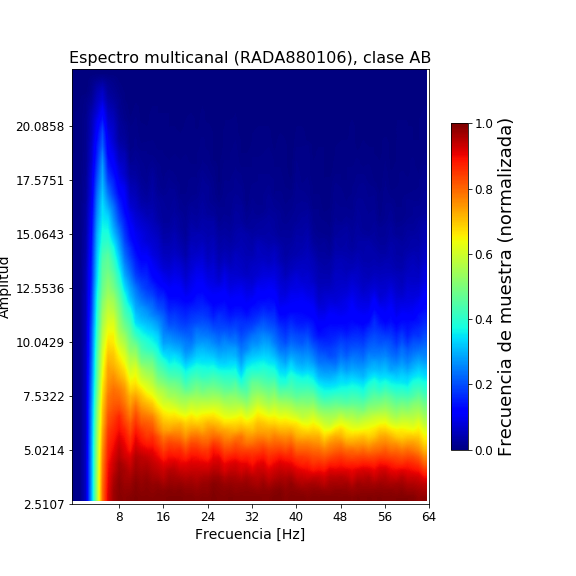 Espectro multicanal (RADA880106), clase AB
Amplitud
20.0858
17.5751
15.0643
12.5536
10.0429
7.5322
5.0214
2.5107
8 16 24 32 40 48 56 64
Frecuencia [Hz]
1.0
0.8
0.6
0.4
0.2
0.0
Frecuencia de muestra (normalizada)